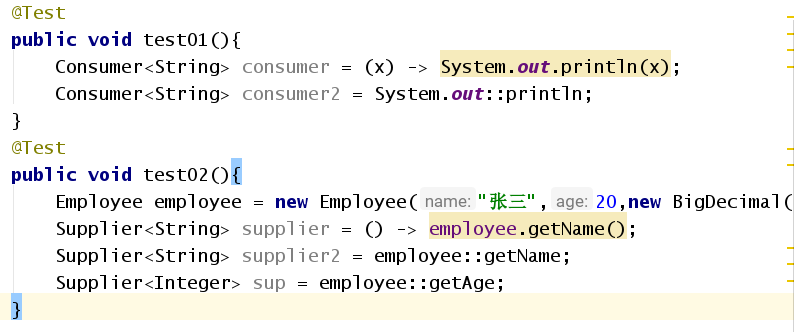 @Test
public void test01(){
    Consumer<String> consumer = (x) -> System.out.println(x);
    Consumer<String> consumer2 = System.out::println;
}
@Test
public void test02(){
    Employee employee = new Employee( name: "张三", age: 20,new BigDecimal(
    Supplier<String> supplier = () -> employee.getName();
    Supplier<String> supplier2 = employee::getName;
    Supplier<Integer> sup = employee::getAge;
}